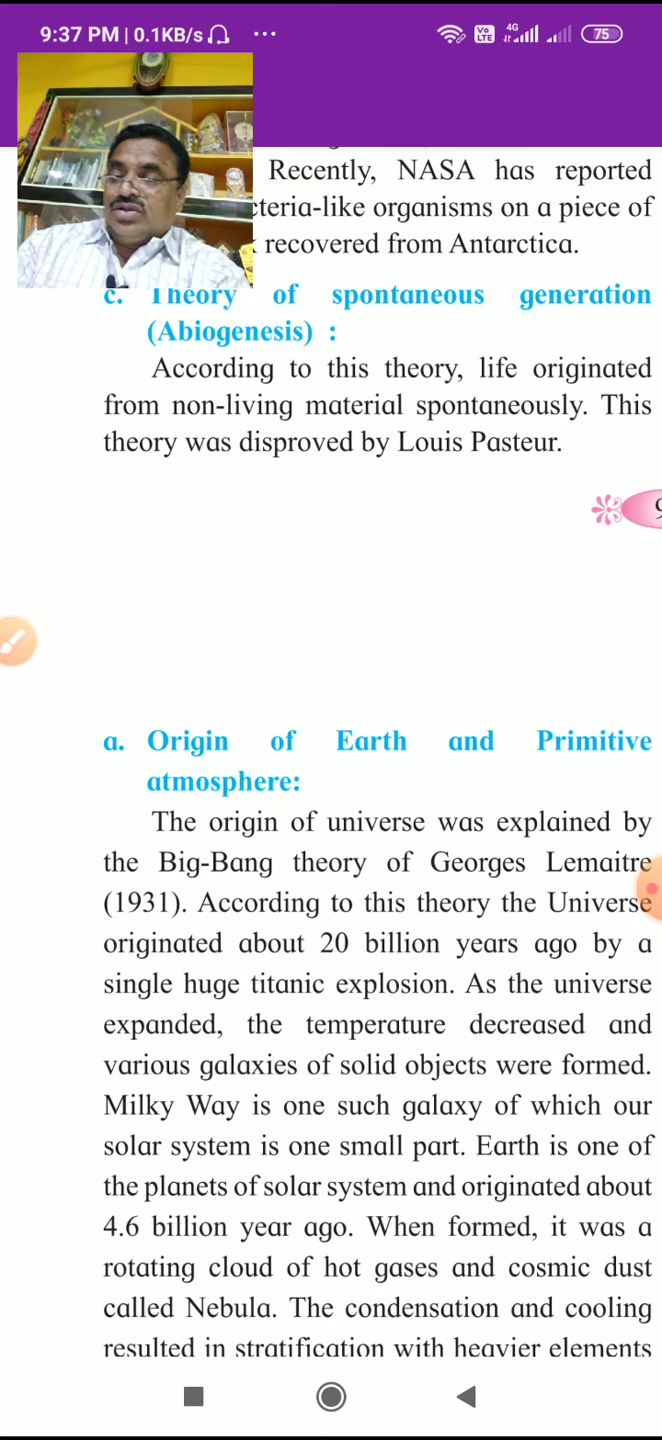 9:37 PM | 0.1KB/s
Vo LTE 4G 75
Recently, NASA has reported
cteria-like organisms on a piece of
recovered from Antarctica.
c. Theory of spontaneous generation
(Abiogenesis) :
According to this theory, life originated
from non-living material spontaneously. This
theory was disproved by Louis Pasteur.
9
a. Origin of Earth and Primitive
atmosphere:
The origin of universe was explained by
the Big-Bang theory of Georges Lemaitre
(1931). According to this theory the Universe
originated about 20 billion years ago by a
single huge titanic explosion. As the universe
expanded, the temperature decreased and
various galaxies of solid objects were formed.
Milky Way is one such galaxy of which our
solar system is one small part. Earth is one of
the planets of solar system and originated about
4.6 billion year ago. When formed, it was a
rotating cloud of hot gases and cosmic dust
called Nebula. The condensation and cooling
resulted in stratification with heavier elements